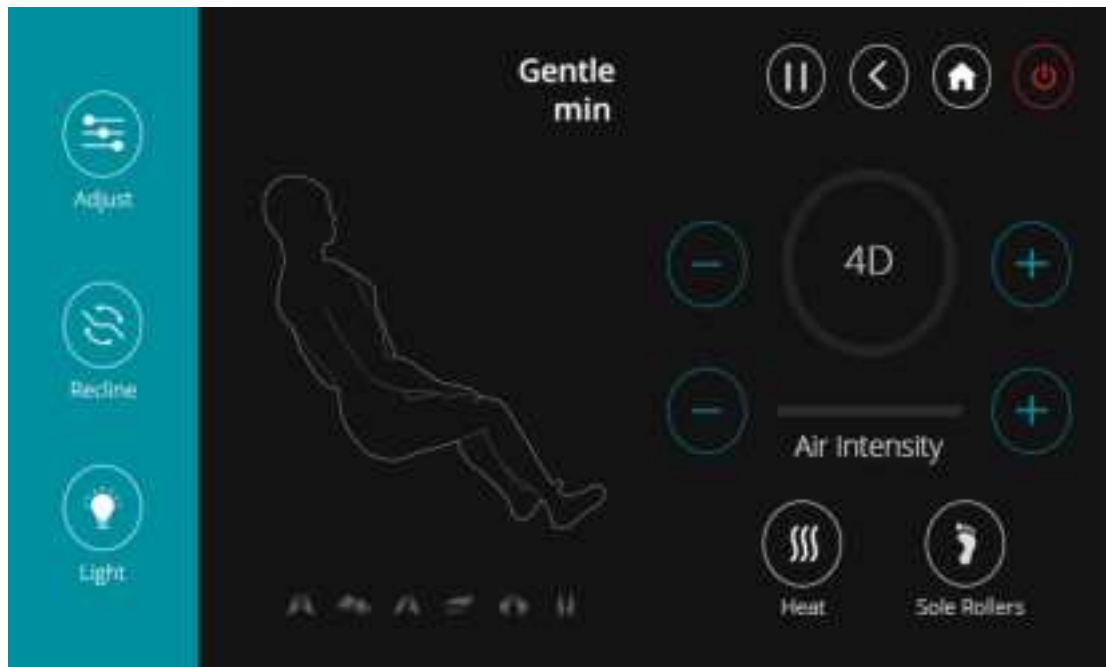 Gentle
min
Adjust
4D
Recline
Air Intensity
Light
Heat
Sole Rollers